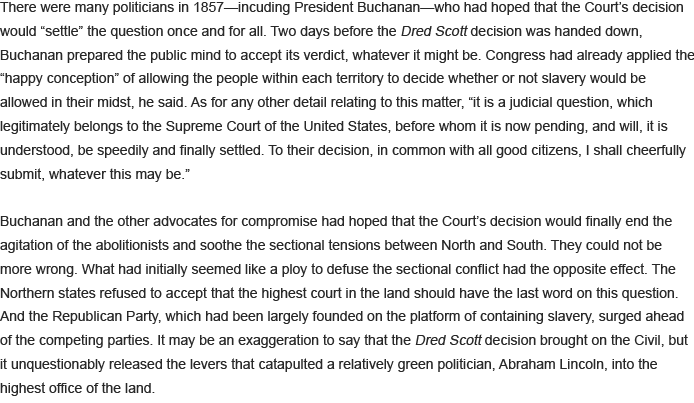 There were many politicians in 1857—incuding President Buchanan—who had hoped that the Court's decision
would “settle” the question once and for all. Two days before the Dred Scott decision was handed down,
Buchanan prepared the public mind to accept its verdict, whatever it might be. Congress had already applied the
“happy conception” of allowing the people within each territory to decide whether or not slavery would be
allowed in their midst, he said. As for any other detail relating to this matter, “it is a judicial question, which
legitimately belongs to the Supreme Court of the United States, before whom it is now pending, and will, it is
understood, be speedily and finally settled. To their decision, in common with all good citizens, I shall cheerfully
submit, whatever this may be.”
Buchanan and the other advocates for compromise had hoped that the Court's decision would finally end the
agitation of the abolitionists and soothe the sectional tensions between North and South. They could not be
more wrong. What had initially seemed like a ploy to defuse the sectional conflict had the opposite effect. The
Northern states refused to accept that the highest court in the land should have the last word on this question.
And the Republican Party, which had been largely founded on the platform of containing slavery, surged ahead
of the competing parties. It may be an exaggeration to say that the Dred Scott decision brought on the Civil, but
it unquestionably released the levers that catapulted a relatively green politician, Abraham Lincoln, into the
highest office of the land.